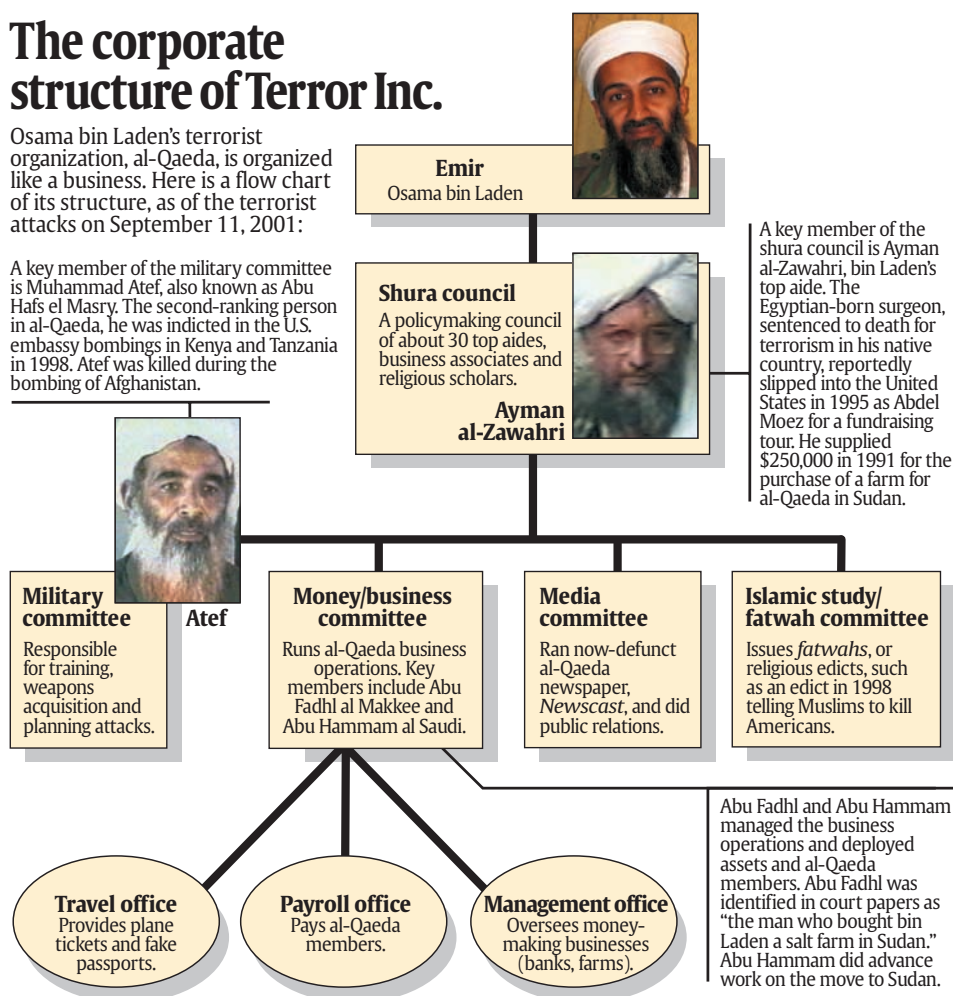 The corporate
structure of Terror Inc.
Osama bin Laden's terrorist
organization, al-Qaeda, is organized
like a business. Here is a flow chart
of its structure, as of the terrorist
attacks on September 11, 2001:
Emir
Osama bin Laden
A key member of the military committee
is Muhammad Atef, also known as Abu
Hafs el Masry. The second-ranking person
in al-Qaeda, he was indicted in the U.S.
embassy bombings in Kenya and Tanzania
in 1998. Atef was killed during the
bombing of Afghanistan.
Shura council
A policymaking council
of about 30 top aides,
business associates and
religious scholars.
Ayman
al-Zawahri
A key member of the
shura council is Ayman
al-Zawahri, bin Laden's
top aide. The
Egyptian-born surgeon,
sentenced to death for
terrorism in his native
country, reportedly
slipped into the United
States in 1995 as Abdel
Moez for a fundraising
tour. He supplied
$250,000 in 1991 for the
purchase of a farm for
al-Qaeda in Sudan.
Atef
Military
committee
Responsible
for training,
weapons
acquisition and
planning attacks.
Money/business
committee
Runs al-Qaeda business
operations. Key
members include Abu
Fadhl al Makkee and
Abu Hammam al Saudi.
Media
committee
Ran now-defunct
al-Qaeda
newspaper,
Newscast, and did
public relations.
Islamic study/
fatwah committee
Issues fatwahs, or
religious edicts, such
as an edict in 1998
telling Muslims to kill
Americans.
Travel office
Provides plane
tickets and fake
passports.
Payroll office
Pays al-Qaeda
members.
Management office
Oversees money-
making businesses
(banks, farms).
Abu Fadhl and Abu Hammam
managed the business
operations and deployed
assets and al-Qaeda
members. Abu Fadhl was
identified in court papers as
"the man who bought bin
Laden a salt farm in Sudan."
Abu Hammam did advance
work on the move to Sudan.